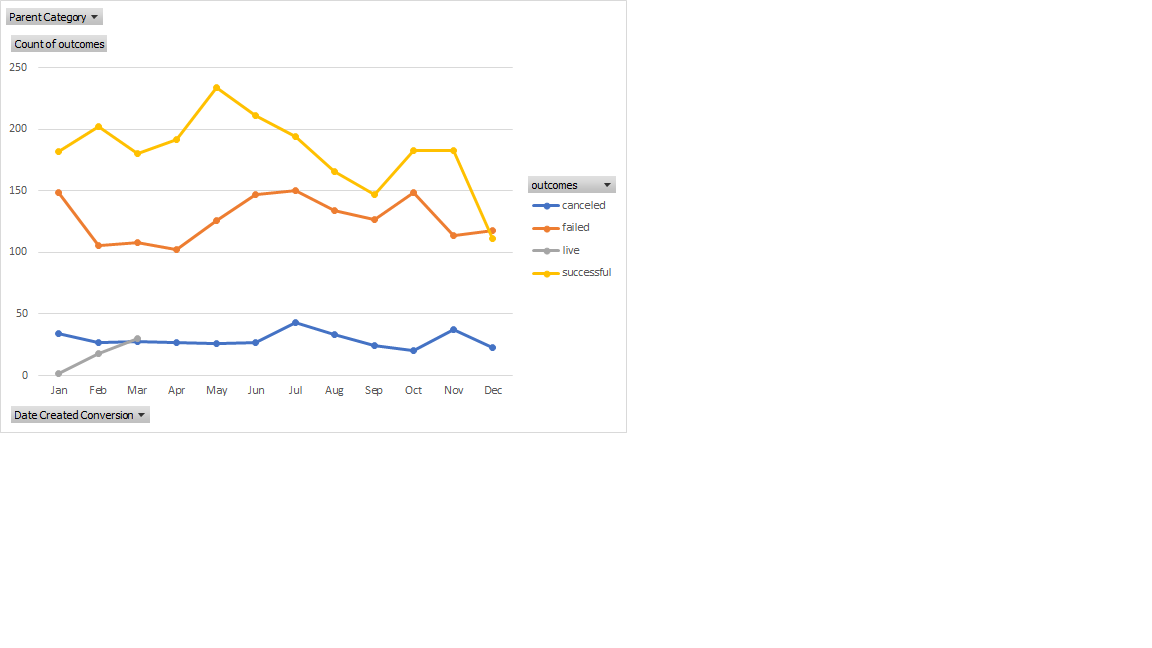 Parent Category
Count of outcomes
250
200
150
100
50
0
Jan Feb Mar Apr May Jun Jul Aug Sep Oct Nov Dec
outcomes
canceled
failed
live
successful
Date Created Conversion